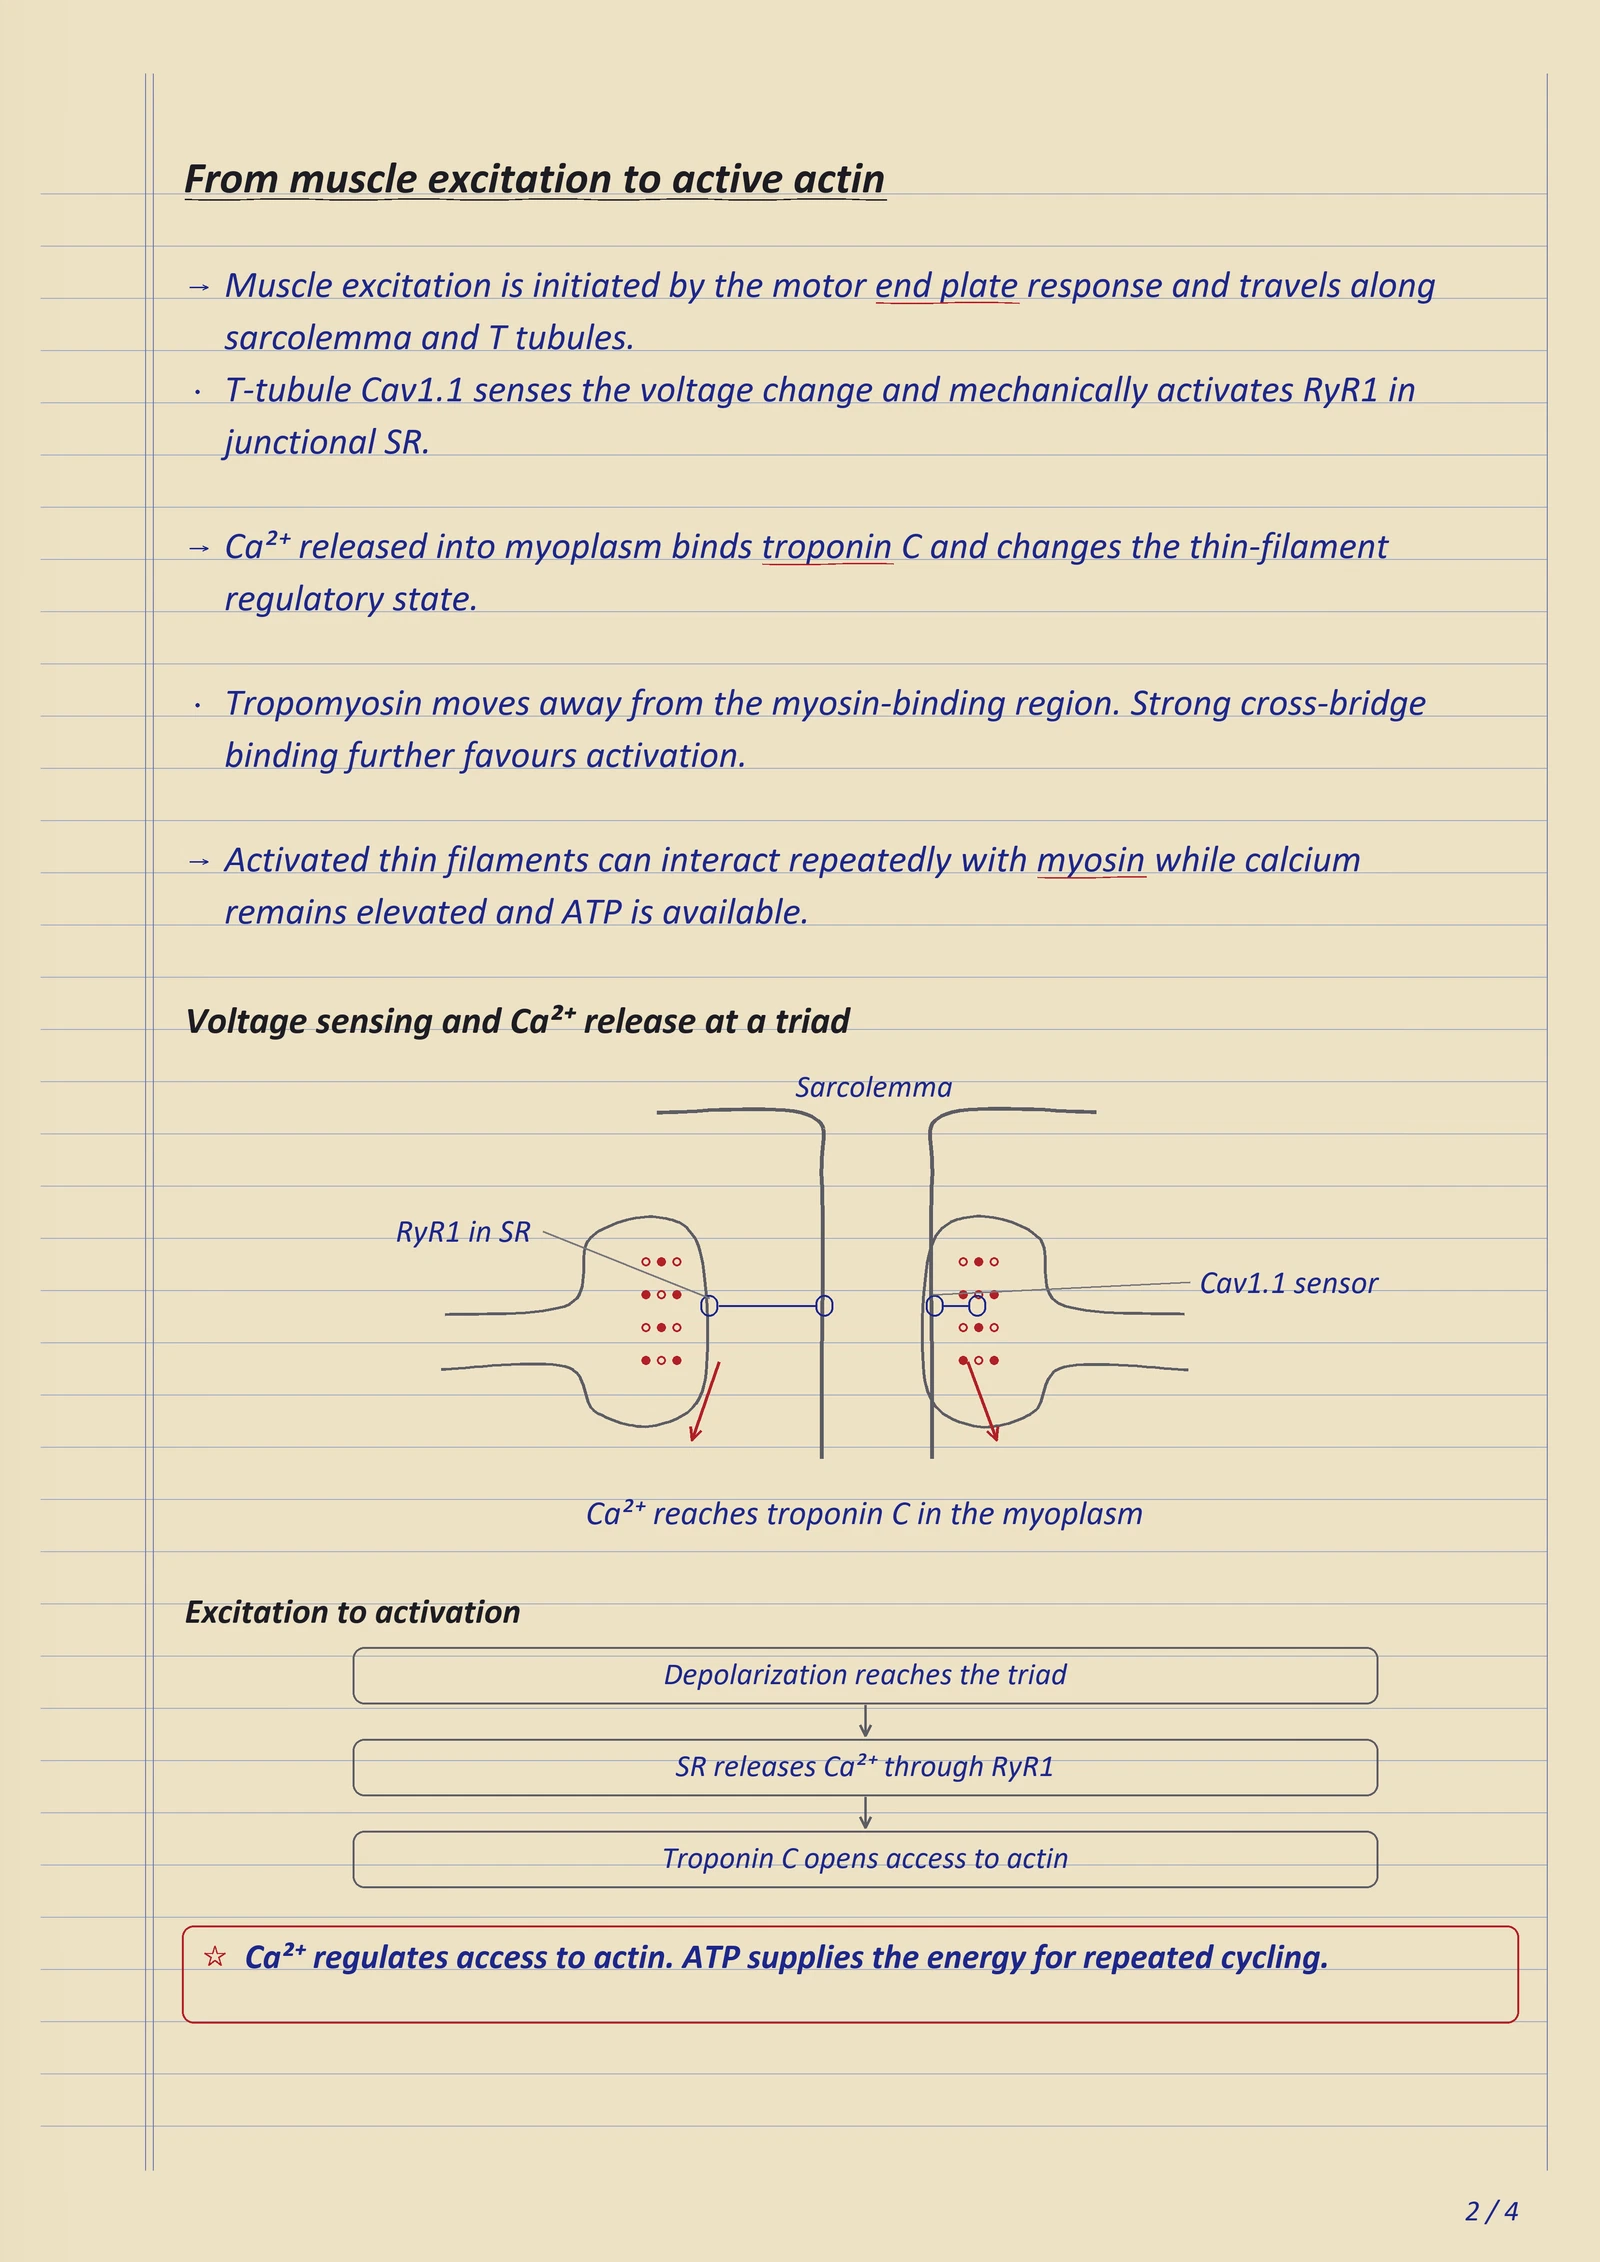 From muscle excitation to active actin
→ Muscle excitation is initiated by the motor end plate response and travels along
sarcolemma and T tubules.
· T-tubule Cav1.1 senses the voltage change and mechanically activates RyR1 in
junctional SR.
→ Ca²⁺ released into myoplasm binds troponin C and changes the thin-filament
regulatory state.
· Tropomyosin moves away from the myosin-binding region. Strong cross-bridge
binding further favours activation.
→ Activated thin filaments can interact repeatedly with myosin while calcium
remains elevated and ATP is available.
Voltage sensing and Ca²⁺ release at a triad
Sarcolemma
RyR1 in SR
Cav1.1 sensor
Ca²⁺ reaches troponin C in the myoplasm
Excitation to activation
Depolarization reaches the triad
SR releases Ca²⁺ through RyR1
Troponin C opens access to actin
☆ Ca²⁺ regulates access to actin. ATP supplies the energy for repeated cycling.
2 / 4